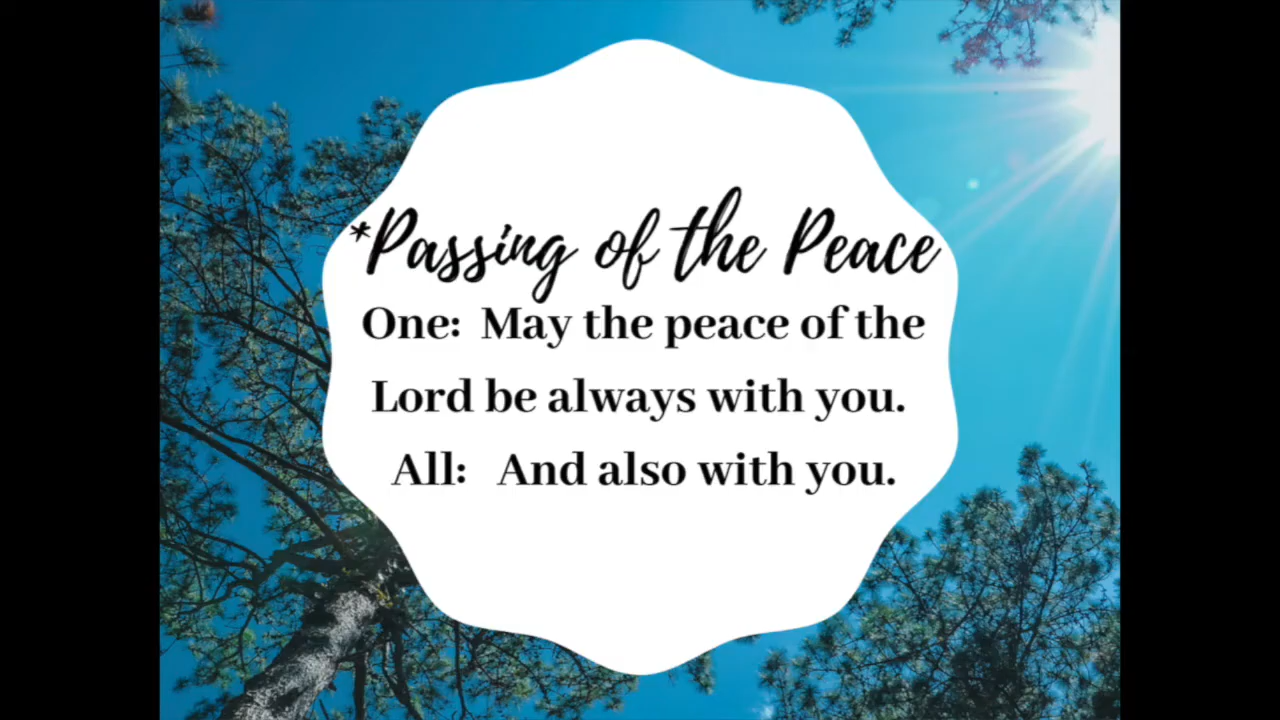 *Passing of the Peace
One: May the peace of the
Lord be always with you.
All: And also with you.